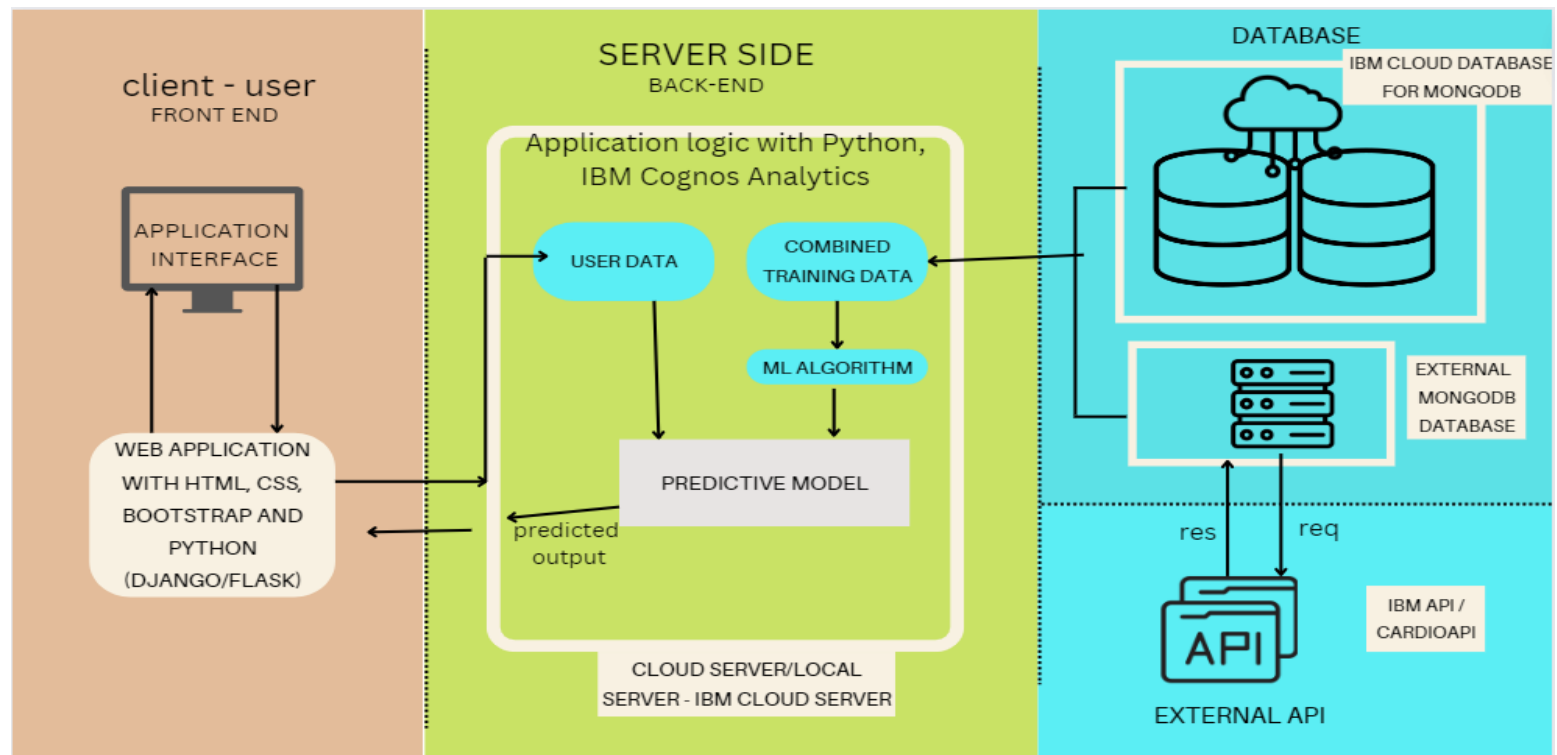 client - user
FRONT END
APPLICATION
INTERFACE
WEB APPLICATION
WITH HTML, CSS,
BOOTSTRAP AND
PYTHON
(DJANGO/FLASK)
SERVER SIDE
BACK-END
Application logic with Python,
IBM Cognos Analytics
USER DATA
COMBINED
TRAINING DATA
ML ALGORITHM
PREDICTIVE MODEL
predicted
output
CLOUD SERVER/LOCAL
SERVER - IBM CLOUD SERVER
DATABASE
IBM CLOUD DATABASE
FOR MONGODB
EXTERNAL
MONGODB
DATABASE
res
req
API
IBM API /
CARDIOAPI
EXTERNAL API